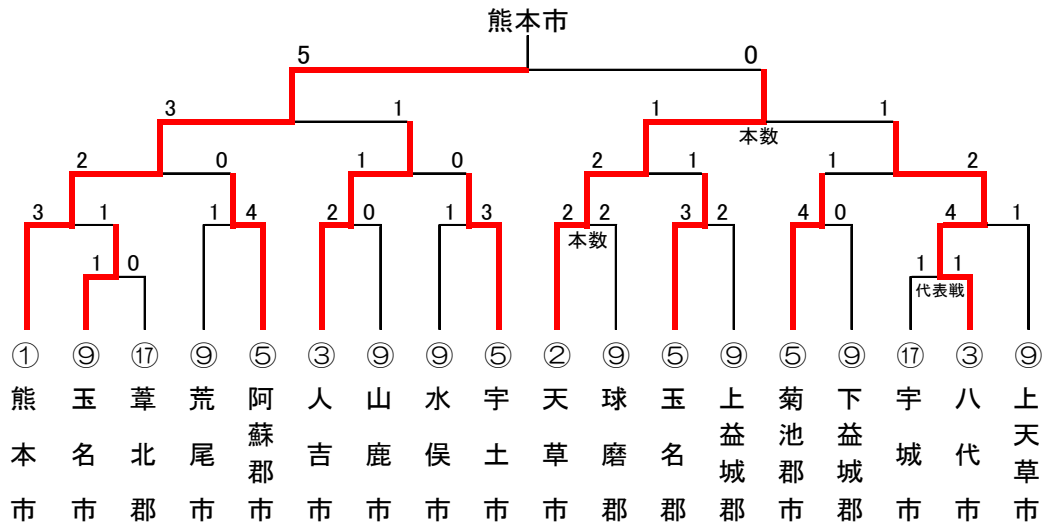 熊本市
5 0
3 1 1 1
本数
2 0 1 0 2 1 1 2
3 1 1 4 2 0 1 3 2 2 3 2 4 0 4 1
本数
1 0 1 1
代表戦
① ⑨ ⑰ ⑨ ⑤ ③ ⑨ ⑨ ⑤ ② ⑨ ⑤ ⑨ ⑤ ⑨ ⑰ ③ ⑨
熊本市
玉名市
葦北郡
荒尾市
阿蘇郡市
人吉市
山鹿市
水俣市
宇土市
天草市
球磨郡
玉名郡
上益城郡
菊池郡市
下益城郡
宇城市
八代市
上天草市